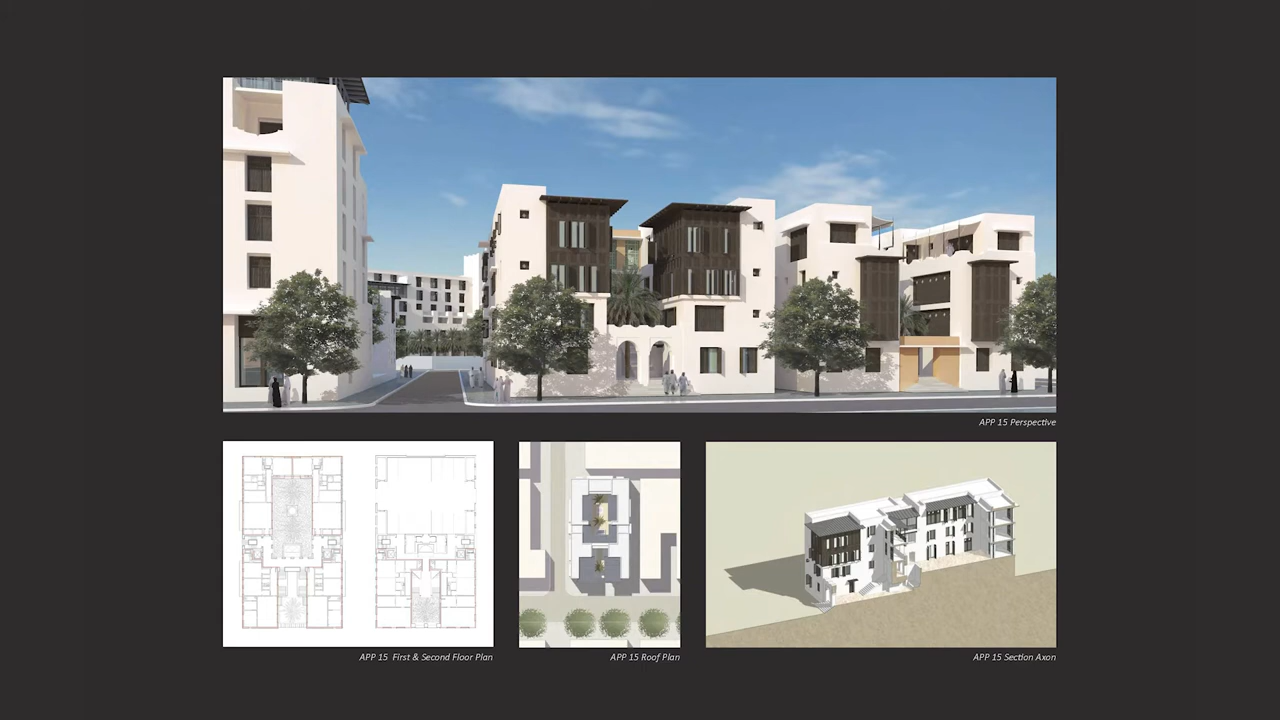 APP 15 Perspective
APP 15 First & Second Floor Plan
APP 15 Roof Plan
APP 15 Section Axon